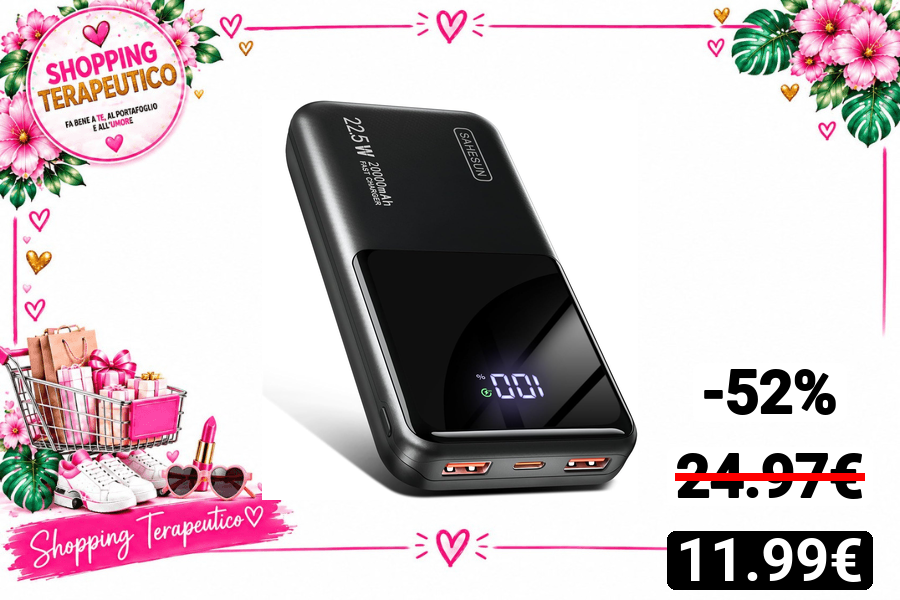 SHOPPING
TERAPEUTICO
FA BENE A TE, AL PORTAFOGLIO
E ALL'UMORE
SAHESUN
22.5W 20000mAh
FAST CHARGER
% 100
-52%
24.97€
11.99€
Shopping Terapeutico